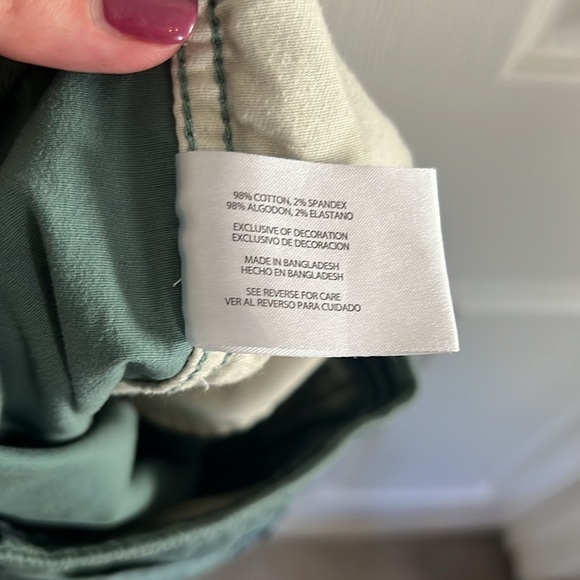 98% COTTON, 2% SPANDEX
98% ALGODON, 2% ELASTANO
EXCLUSIVE OF DECORATION
EXCLUSIVO DE DECORACION
MADE IN BANGLADESH
HECHO EN BANGLADESH
SEE REVERSE FOR CARE
VER AL REVERSO PARA CUIDADO